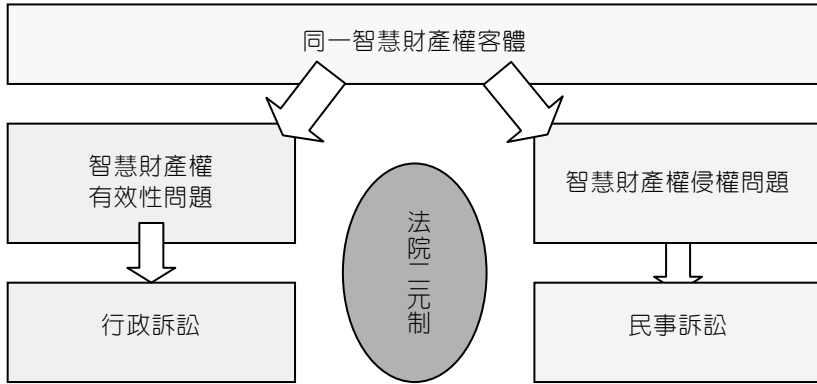 同一智慧財產權客體
智慧財產權
有效性問題
智慧財產權侵權問題
法院二元制
行政訴訟
民事訴訟